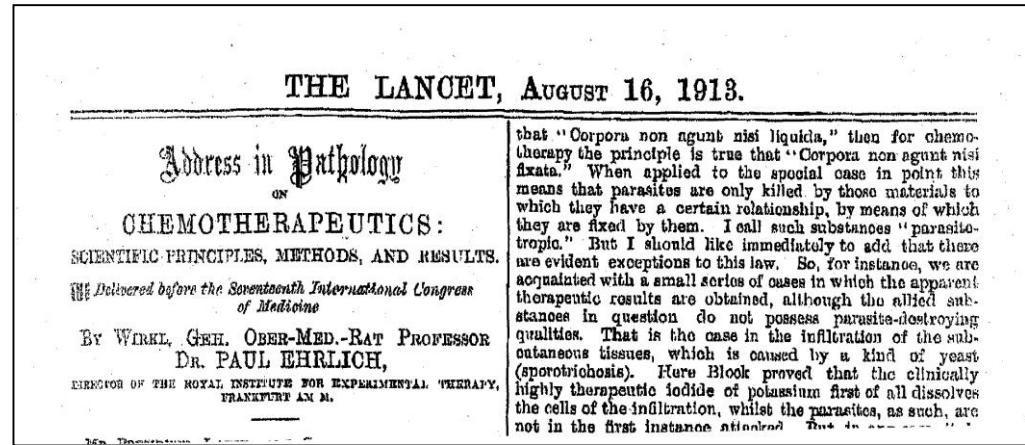 THE LANCET, AUGUST 16, 1913.
Address in Pathology
ON
CHEMOTHERAPEUTICS:
SCIENTIFIC PRINCIPLES, METHODS, AND RESULTS.
Delivered before the Seventeenth International Congress
of Medicine
BY WIRKL. GEH. OBER-MED.-RAT PROFESSOR
DR. PAUL EHRLICH,
DIRECTOR OF THE ROYAL INSTITUTE FOR EXPERIMENTAL THERAPY,
FRANKFURT AM M.
that "Corpora non agunt nisi liquida," then for chemo-
therapy the principle is true that "Corpora non agunt nisi
fixata." When applied to the special case in point this
means that parasites are only killed by those materials to
which they have a certain relationship, by means of which
they are fixed by them. I call such substances "parasito-
tropic." But I should like immediately to add that there
are evident exceptions to this law. So, for instance, we are
acquainted with a small series of cases in which the apparent
therapeutic results are obtained, although the allied sub-
stances in question do not possess parasite-destroying
qualities. That is the case in the infiltration of the sub-
cutaneous tissues, which is caused by a kind of yeast
(sporotrichosis). Here Block proved that the clinically
highly therapeutic iodide of potassium first of all dissolves
the cells of the infiltration, whilst the parasites, as such, are
not in the first instance attacked. But in